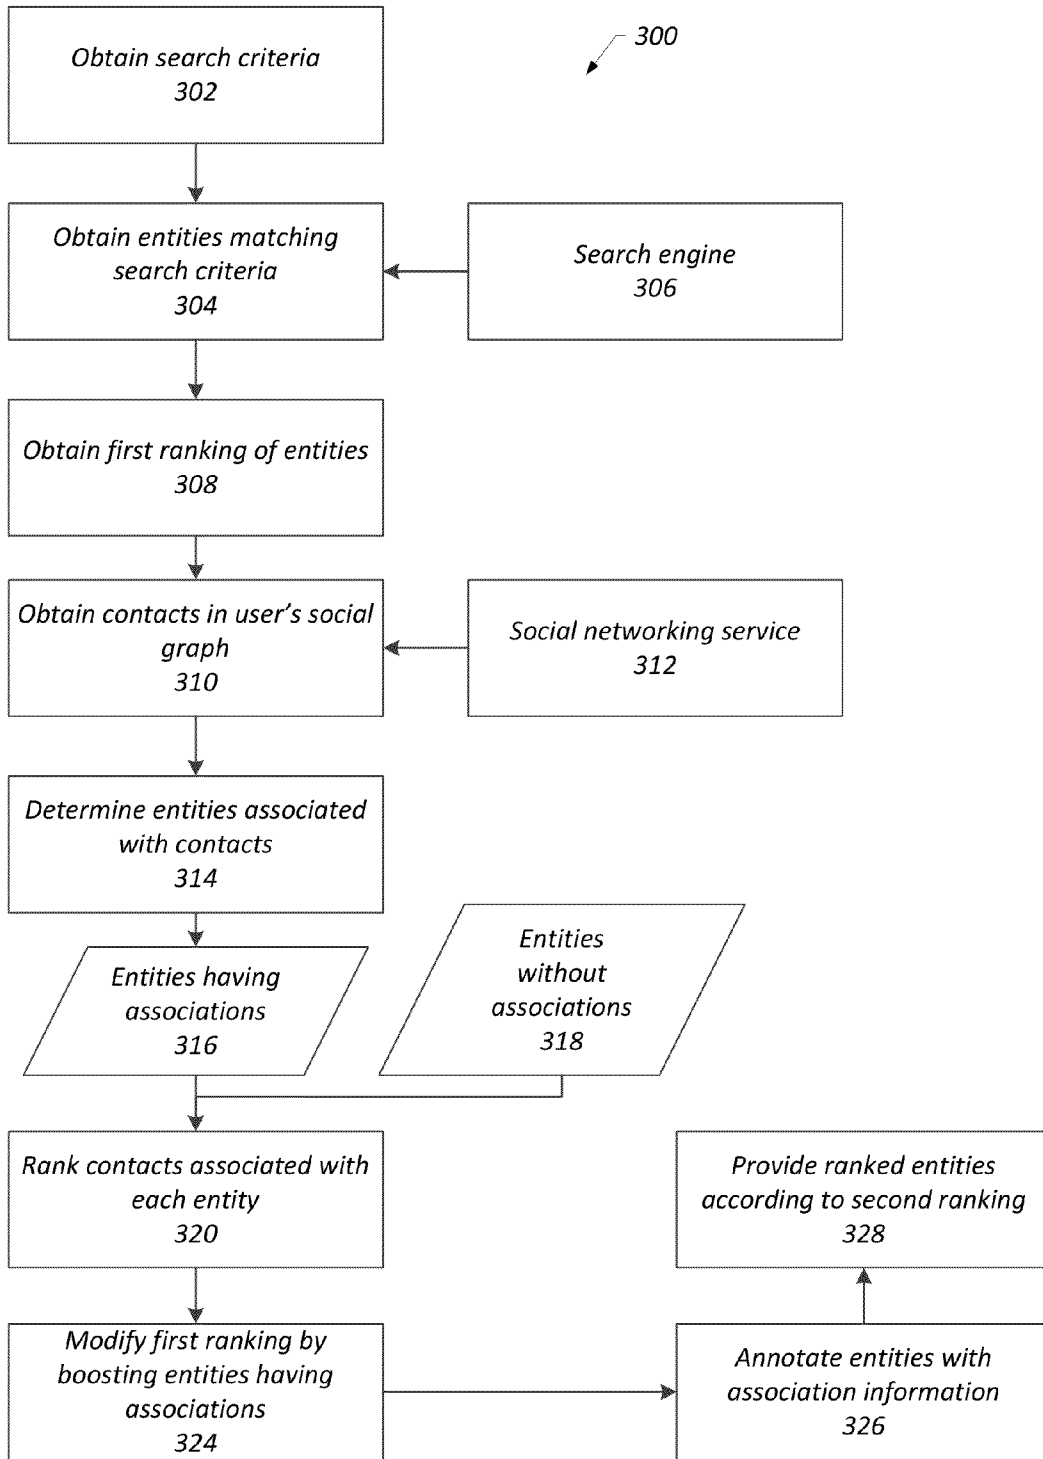 Obtain search criteria
302
300
Obtain entities matching
search criteria
304
Search engine
306
Obtain first ranking of entities
308
Obtain contacts in user's social
graph
310
Social networking service
312
Determine entities associated
with contacts
314
Entities having
associations
316
Entities
without
associations
318
Rank contacts associated with
each entity
320
Provide ranked entities
according to second ranking
328
Modify first ranking by
boosting entities having
associations
324
Annotate entities with
association information
326